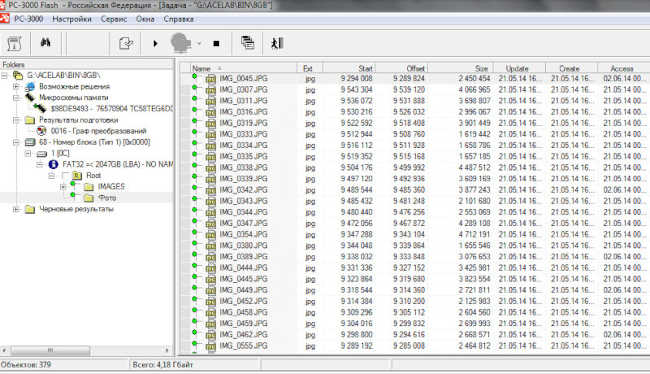 PC-3000 Flash - Российская Федерация - [Задача - "G:\ACELAB\BIN\8GB"]
PC-3000 Настройки Сервис Окна Справка
Folders
G:\ACELAB\BIN\8GB\
Возможные решения
Микросхемы памяти
Результаты подготовки
0016 - Граф преобразований
68 - Номер блока (Тип 1) [0x0000]
1 [0C]
FAT32 =< 2047GB (LBA) - NO NAM
Root
IMAGES
!Фото
Черновые результаты
Name Ext Start Offset Size Update Create Access
IMG_0045.JPG jpg 9 294 008 9 289 824 2 450 454 21.05.14 16... 21.05.14 16... 02.06.14 00...
IMG_0307.JPG jpg 9 543 304 9 539 120 4 066 965 21.05.14 16... 21.05.14 16... 21.05.14 00...
IMG_0311.JPG jpg 9 536 072 9 531 888 3 698 807 21.05.14 16... 21.05.14 16... 21.05.14 00...
IMG_0316.JPG jpg 9 530 216 9 526 032 2 996 067 21.05.14 16... 21.05.14 16... 21.05.14 00...
IMG_0319.JPG jpg 9 522 592 9 518 408 3 901 449 21.05.14 16... 21.05.14 16... 21.05.14 00...
IMG_0333.JPG jpg 9 512 944 9 508 760 1 619 442 21.05.14 16... 21.05.14 16... 21.05.14 00...
IMG_0334.JPG jpg 9 516 112 9 511 928 1 658 786 21.05.14 16... 21.05.14 16... 21.05.14 00...
IMG_0335.JPG jpg 9 519 352 9 515 168 1 557 185 21.05.14 16... 21.05.14 16... 21.05.14 00...
IMG_0338.JPG jpg 9 504 176 9 499 992 4 487 512 21.05.14 16... 21.05.14 16... 21.05.14 00...
IMG_0339.JPG jpg 9 497 120 9 492 936 3 609 169 21.05.14 16... 21.05.14 16... 21.05.14 00...
IMG_0342.JPG jpg 9 489 544 9 485 360 3 877 243 21.05.14 16... 21.05.14 16... 02.06.14 00...
IMG_0343.JPG jpg 9 485 432 9 481 248 2 101 680 21.05.14 16... 21.05.14 16... 21.05.14 00...
IMG_0344.JPG jpg 9 480 440 9 476 256 2 553 069 21.05.14 16... 21.05.14 16... 21.05.14 00...
IMG_0347.JPG jpg 9 472 056 9 467 872 4 289 108 21.05.14 16... 21.05.14 16... 21.05.14 00...
IMG_0354.JPG jpg 9 347 288 9 343 104 4 712 191 21.05.14 16... 21.05.14 16... 21.05.14 00...
IMG_0380.JPG jpg 9 344 048 9 339 864 1 655 546 21.05.14 16... 21.05.14 16... 02.06.14 00...
IMG_0389.JPG jpg 9 338 032 9 333 848 3 076 653 21.05.14 16... 21.05.14 16... 02.06.14 00...
IMG_0444.JPG jpg 9 331 336 9 327 152 3 425 981 21.05.14 16... 21.05.14 16... 21.05.14 00...
IMG_0445.JPG jpg 9 323 864 9 319 680 3 823 554 21.05.14 16... 21.05.14 16... 21.05.14 00...
IMG_0449.JPG jpg 9 318 544 9 314 360 2 721 811 21.05.14 16... 21.05.14 16... 02.06.14 00...
IMG_0452.JPG jpg 9 314 384 9 310 200 2 125 983 21.05.14 16... 21.05.14 16... 21.05.14 00...
IMG_0458.JPG jpg 9 309 296 9 305 112 2 604 560 21.05.14 16... 21.05.14 16... 21.05.14 00...
IMG_0459.JPG jpg 9 304 016 9 299 832 2 699 993 21.05.14 16... 21.05.14 16... 21.05.14 00...
IMG_0462.JPG jpg 9 298 800 9 294 616 2 668 571 21.05.14 16... 21.05.14 16... 02.06.14 00...
IMG_0555.JPG jpg 9 289 192 9 285 008 2 464 812 21.05.14 16... 21.05.14 16... 21.05.14 00...
Объектов: 379 Всего: 4,18 Гбайт